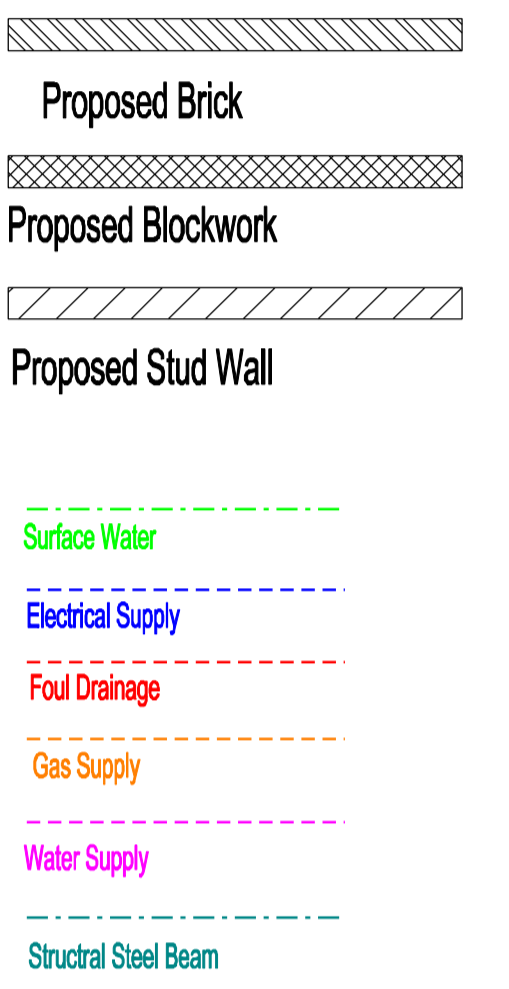 Proposed Brick
Proposed Blockwork
Proposed Stud Wall
Surface Water
Electrical Supply
Foul Drainage
Gas Supply
Water Supply
Structral Steel Beam